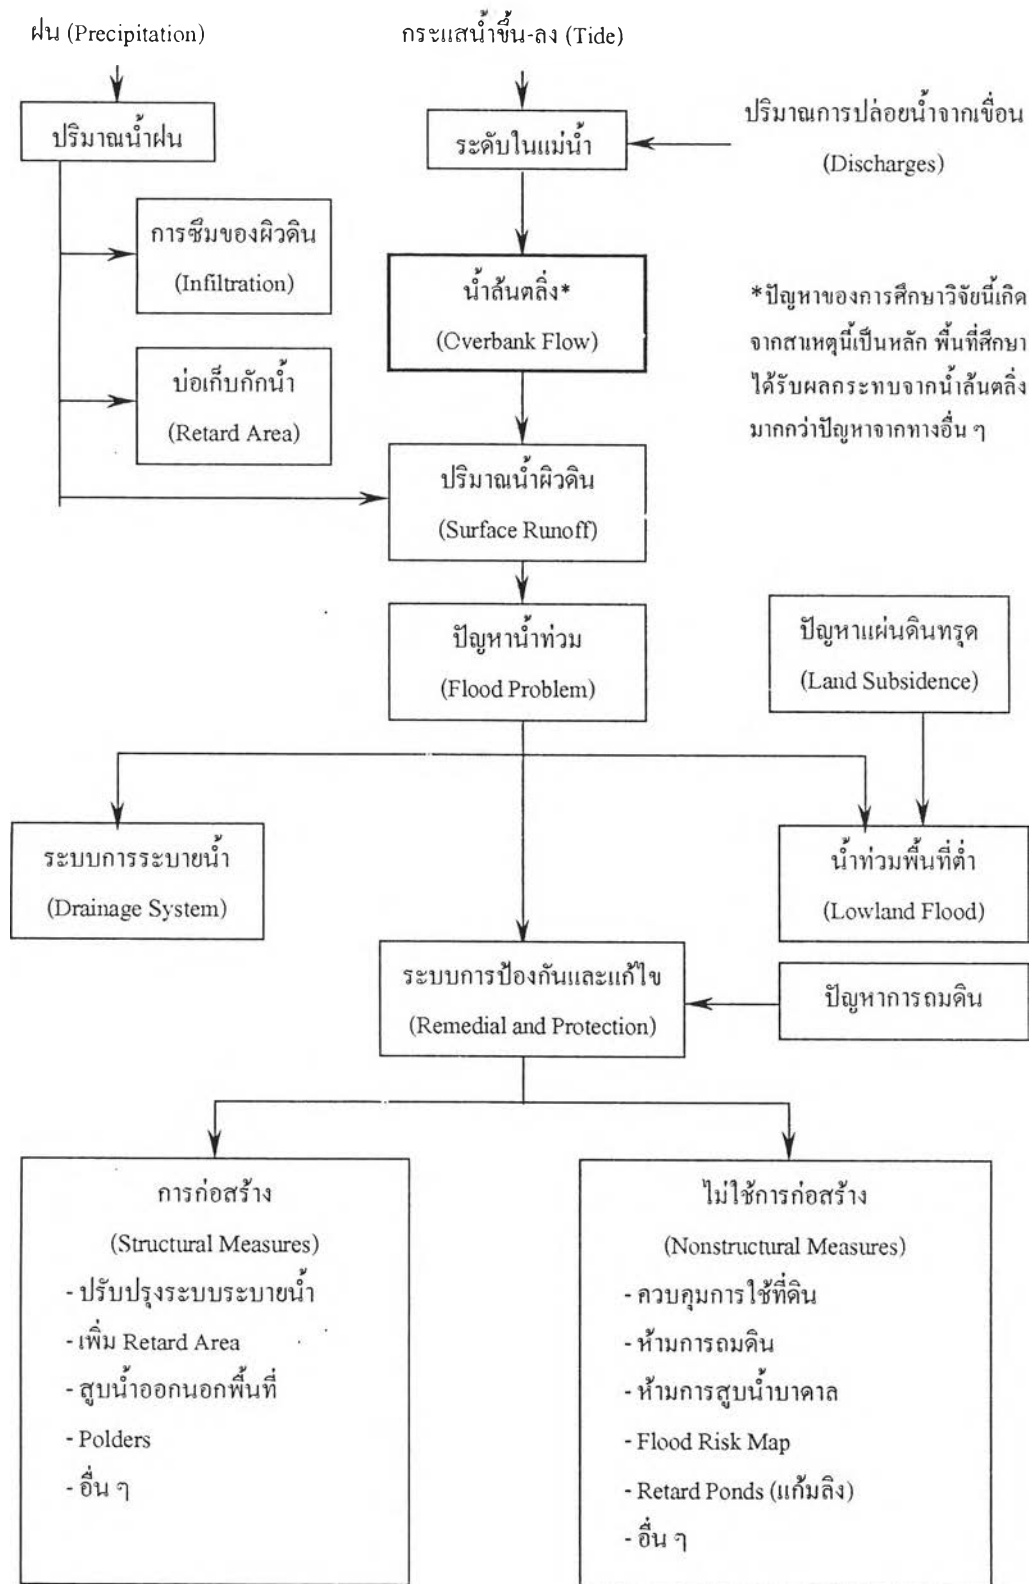 ฝน (Precipitation)
กระแสน้ำขึ้น-ลง (Tide)
ปริมาณน้ำฝน
ระดับในแม่น้ำ
ปริมาณการปล่อยน้ำจากเขื่อน
(Discharges)
การซึมของผิวดิน
(Infiltration)
น้ำล้นตลิ่ง*
(Overbank Flow)
*ปัญหาของการศึกษาวิจัยนี้เกิด
จากสาเหตุนี้เป็นหลัก พื้นที่ศึกษา
ได้รับผลกระทบจากน้ำล้นตลิ่ง
มากกว่าปัญหาจากทางอื่น ๆ
บ่อเก็บกักน้ำ
(Retard Area)
ปริมาณน้ำผิวดิน
(Surface Runoff)
ปัญหาน้ำท่วม
(Flood Problem)
ปัญหาแผ่นดินทรุด
(Land Subsidence)
ระบบการระบายน้ำ
(Drainage System)
น้ำท่วมพื้นที่ต่ำ
(Lowland Flood)
ระบบการป้องกันและแก้ไข
(Remedial and Protection)
ปัญหาการถมดิน
การก่อสร้าง
(Structural Measures)
- ปรับปรุงระบบระบายน้ำ
- เพิ่ม Retard Area
- สูบน้ำออกนอกพื้นที่
- Polders
- อื่น ๆ
ไม่ใช้การก่อสร้าง
(Nonstructural Measures)
- ควบคุมการใช้ที่ดิน
- ห้ามการถมดิน
- ห้ามการสูบน้ำบาดาล
- Flood Risk Map
- Retard Ponds (แก้มลิง)
- อื่น ๆ